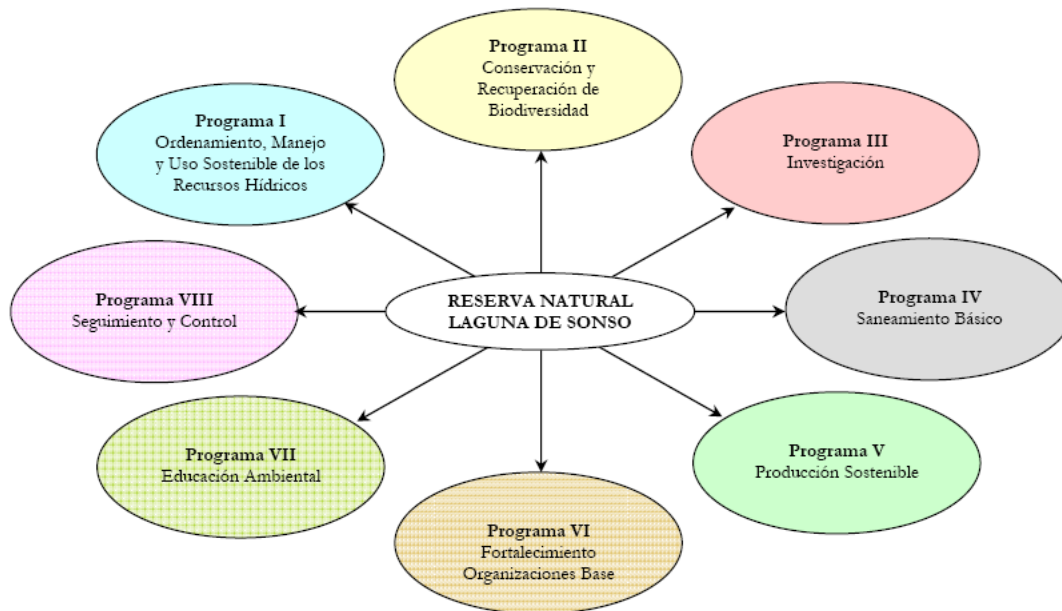 Programa II
Conservación y
Recuperación de
Biodiversidad
Programa I
Ordenamiento, Manejo
y Uso Sostenible de los
Recursos Hídricos
Programa III
Investigación
Programa VIII
Seguimiento y Control
RESERVA NATURAL
LAGUNA DE SONSO
Programa IV
Saneamiento Básico
Programa VII
Educación Ambiental
Programa V
Producción Sostenible
Programa VI
Fortalecimiento
Organizaciones Base